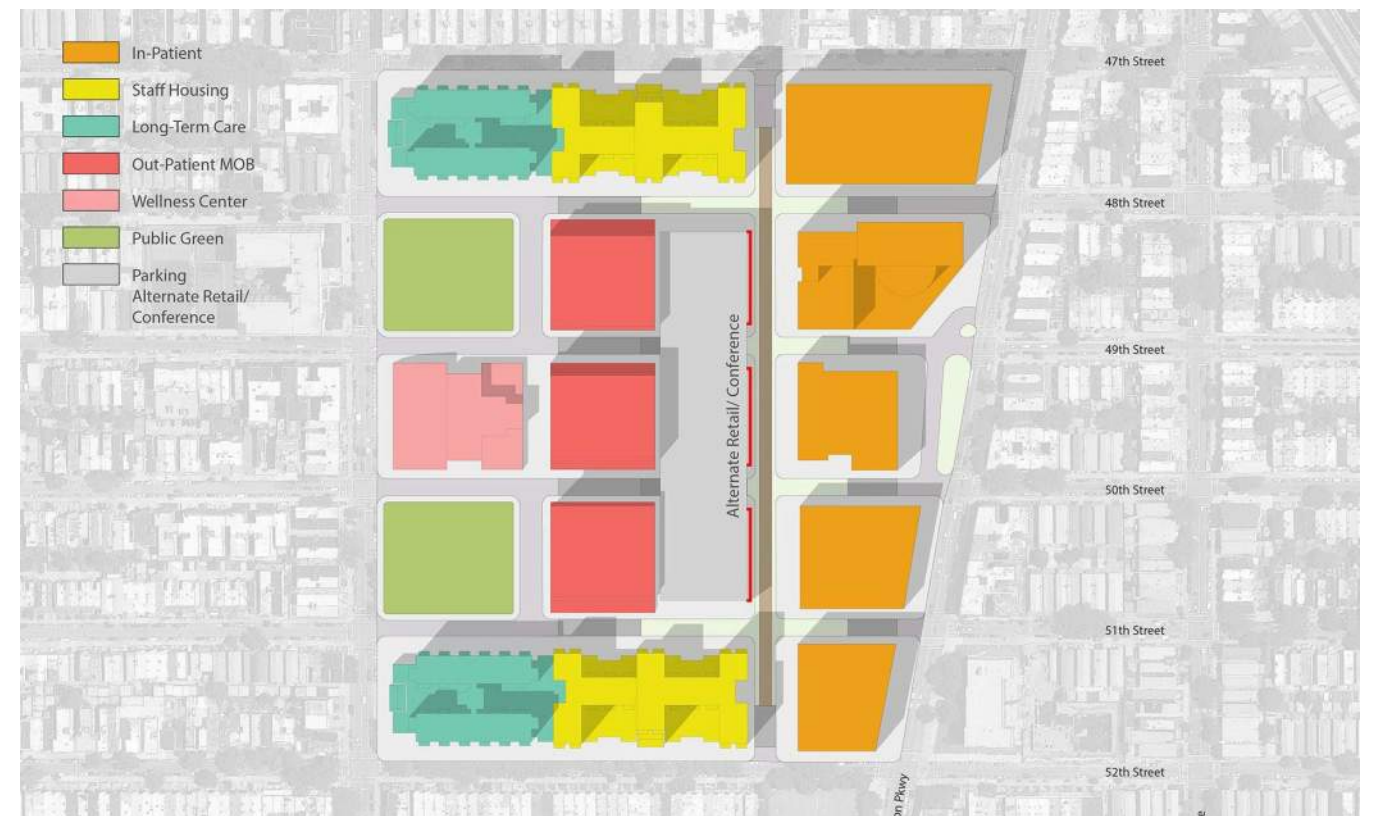 In-Patient
Staff Housing
Long-Term Care
Out-Patient MOB
Wellness Center
Public Green
Parking
Alternate Retail/
Conference
47th Street
48th Street
49th Street
Alternate Retail/ Conference
50th Street
51th Street
52th Street
on Pkwy